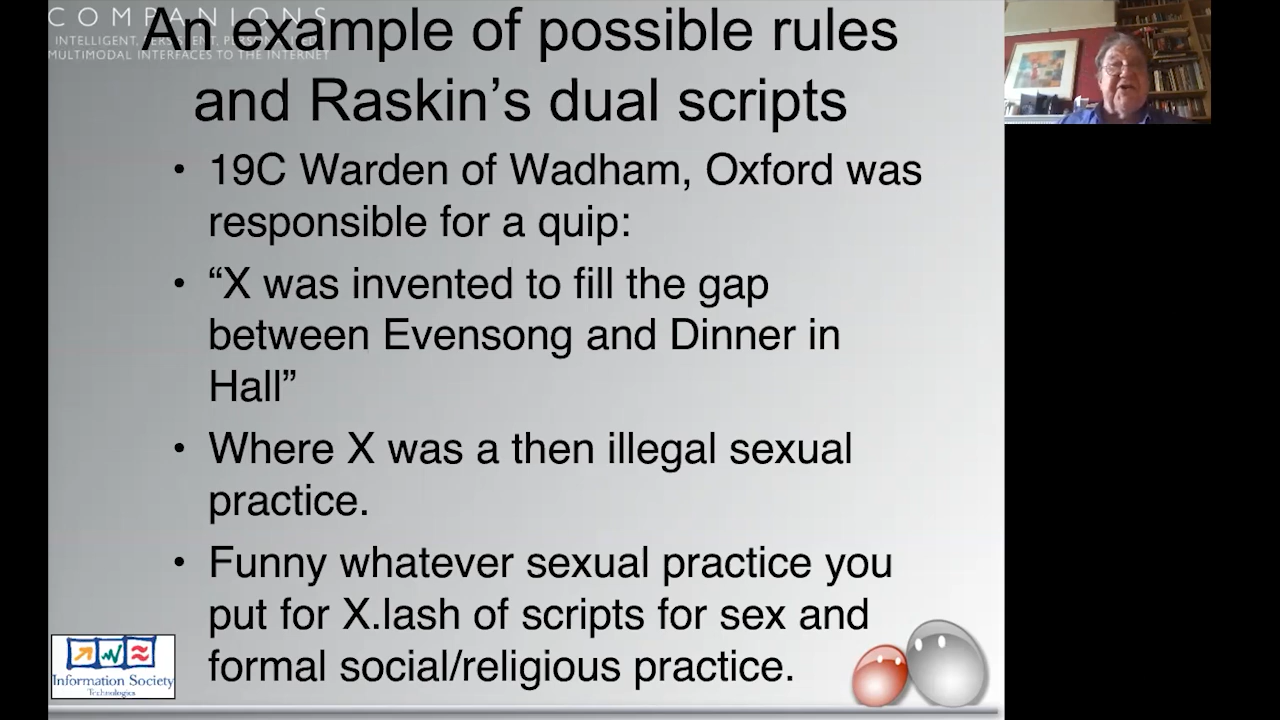 COMPANIONS
INTELLIGENT, PERSISTENT, PERSONALISED
MULTIMODAL INTERFACES TO THE INTERNET
An example of possible rules
and Raskin’s dual scripts
• 19C Warden of Wadham, Oxford was
responsible for a quip:
• “X was invented to fill the gap
between Evensong and Dinner in
Hall”
• Where X was a then illegal sexual
practice.
• Funny whatever sexual practice you
put for X.lash of scripts for sex and
formal social/religious practice.
Information Society
Technologies